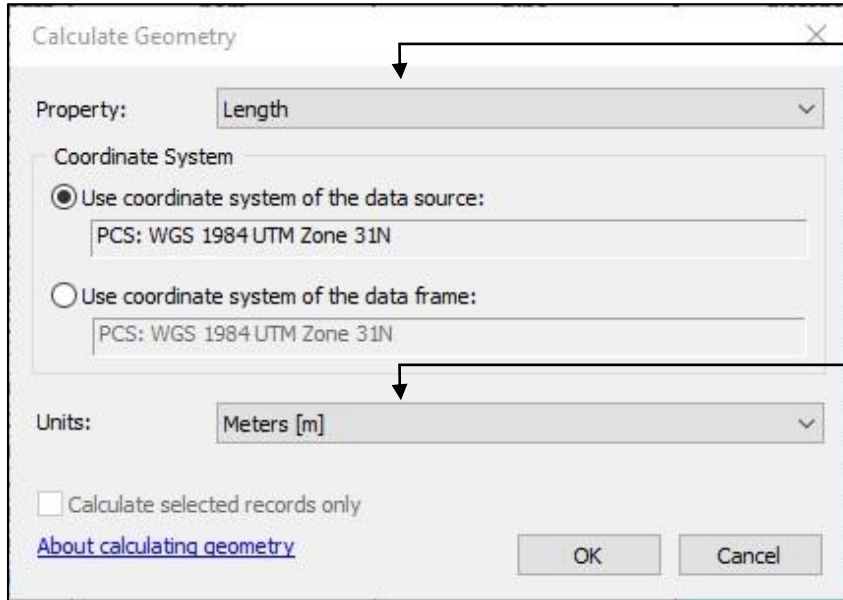 Calculate Geometry
Property: Length
Coordinate System
Use coordinate system of the data source:
PCS: WGS 1984 UTM Zone 31N
Use coordinate system of the data frame:
PCS: WGS 1984 UTM Zone 31N
Units: Meters [m]
Calculate selected records only
About calculating geometry OK Cancel